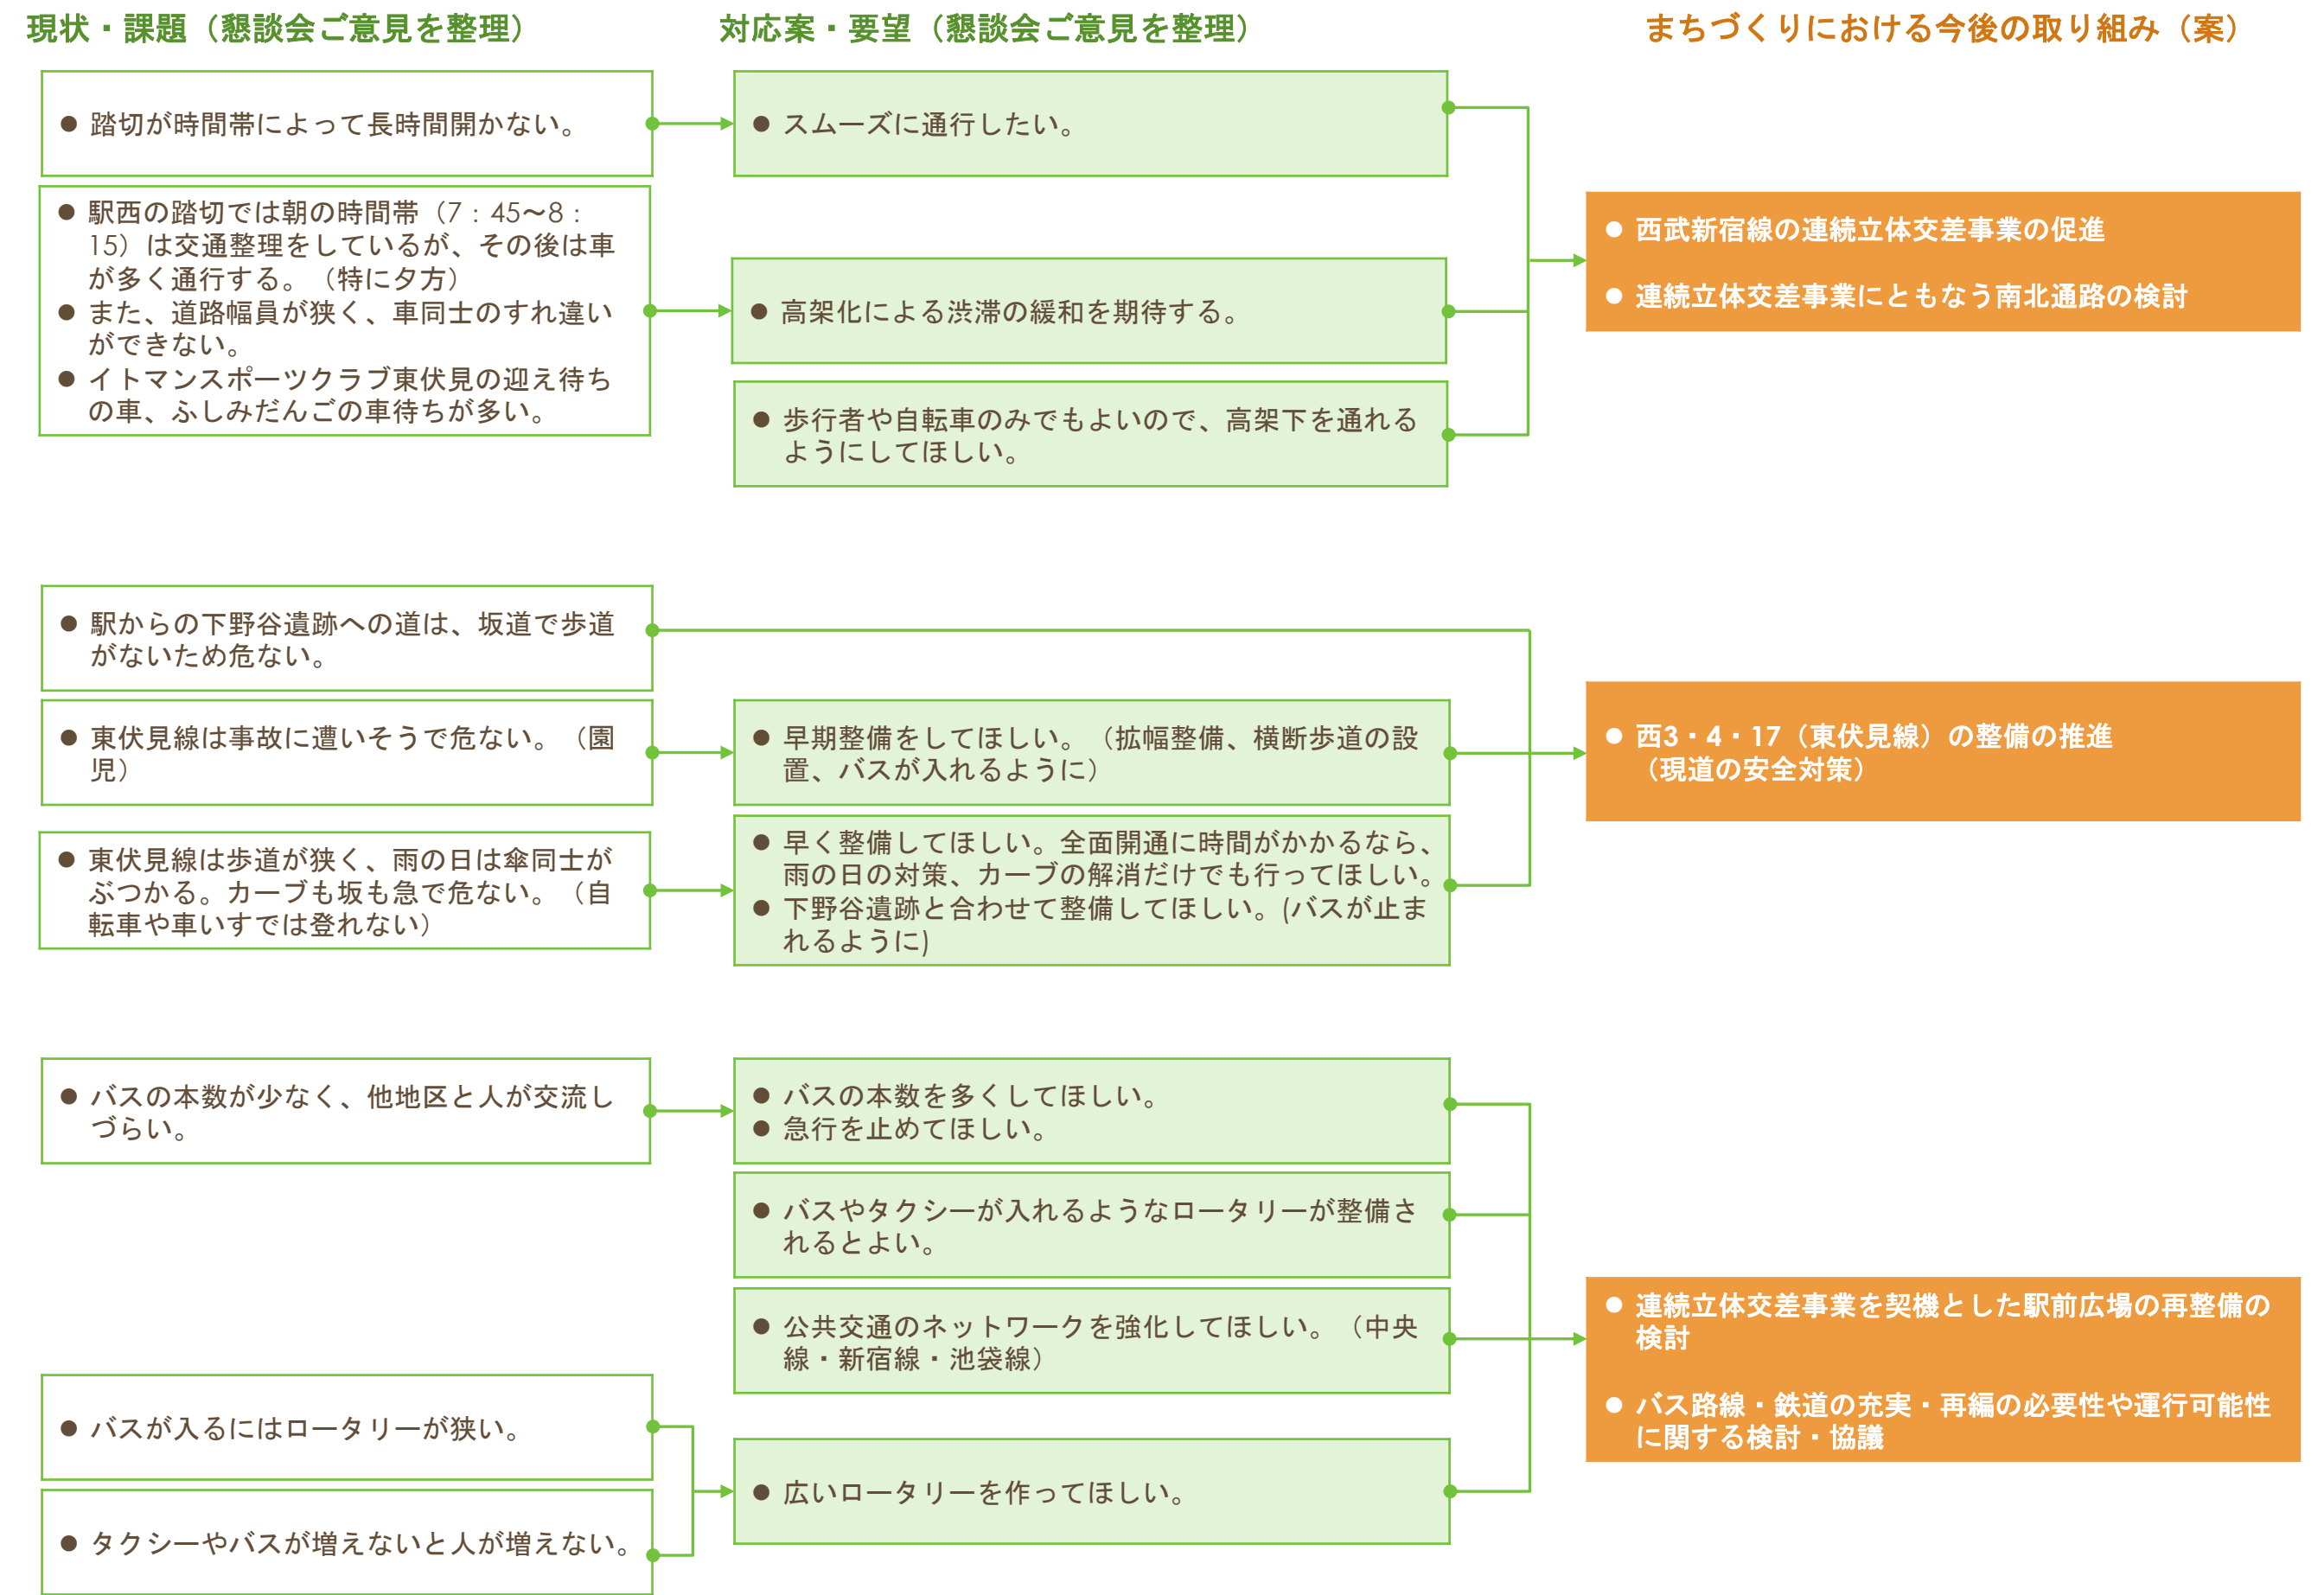 現状・課題（懇談会ご意見を整理）
対応案・要望（懇談会ご意見を整理）
まちづくりにおける今後の取り組み（案）
● 踏切が時間帯によって長時間開かない。
● スムーズに通行したい。
● 駅西の踏切では朝の時間帯（7：45～8：
15）は交通整理をしているが、その後は車
が多く通行する。（特に夕方）
● また、道路幅員が狭く、車同士のすれ違い
ができない。
● イトマンスポーツクラブ東伏見の迎え待ち
の車、ふしみだんごの車待ちが多い。
● 高架化による渋滞の緩和を期待する。
● 歩行者や自転車のみでもよいので、高架下を通れる
ようにしてほしい。
● 西武新宿線の連続立体交差事業の促進
● 連続立体交差事業にともなう南北通路の検討
● 駅からの下野谷遺跡への道は、坂道で歩道
がないため危ない。
● 東伏見線は事故に遭いそうで危ない。（園
児）
● 早期整備をしてほしい。（拡幅整備、横断歩道の設
置、バスが入れるように）
● 東伏見線は歩道が狭く、雨の日は傘同士が
ぶつかる。カーブも坂も急で危ない。（自
転車や車いすでは登れない）
● 早く整備してほしい。全面開通に時間がかかるなら、
雨の日の対策、カーブの解消だけでも行ってほしい。
● 下野谷遺跡と合わせて整備してほしい。(バスが止ま
れるように)
● 西3・4・17（東伏見線）の整備の推進
（現道の安全対策）
● バスの本数が少なく、他地区と人が交流し
づらい。
● バスの本数を多くしてほしい。
● 急行を止めてほしい。
● バスやタクシーが入れるようなロータリーが整備さ
れるとよい。
● 公共交通のネットワークを強化してほしい。（中央
線・新宿線・池袋線）
● バスが入るにはロータリーが狭い。
● タクシーやバスが増えないと人が増えない。
● 広いロータリーを作ってほしい。
● 連続立体交差事業を契機とした駅前広場の再整備の
検討
● バス路線・鉄道の充実・再編の必要性や運行可能性
に関する検討・協議